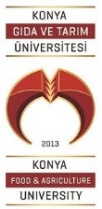 KONYA
GIDA VE TARIM
ÜNİVERSİTESİ
2013
KONYA
FOOD & AGRICULTURE
UNIVERSITY